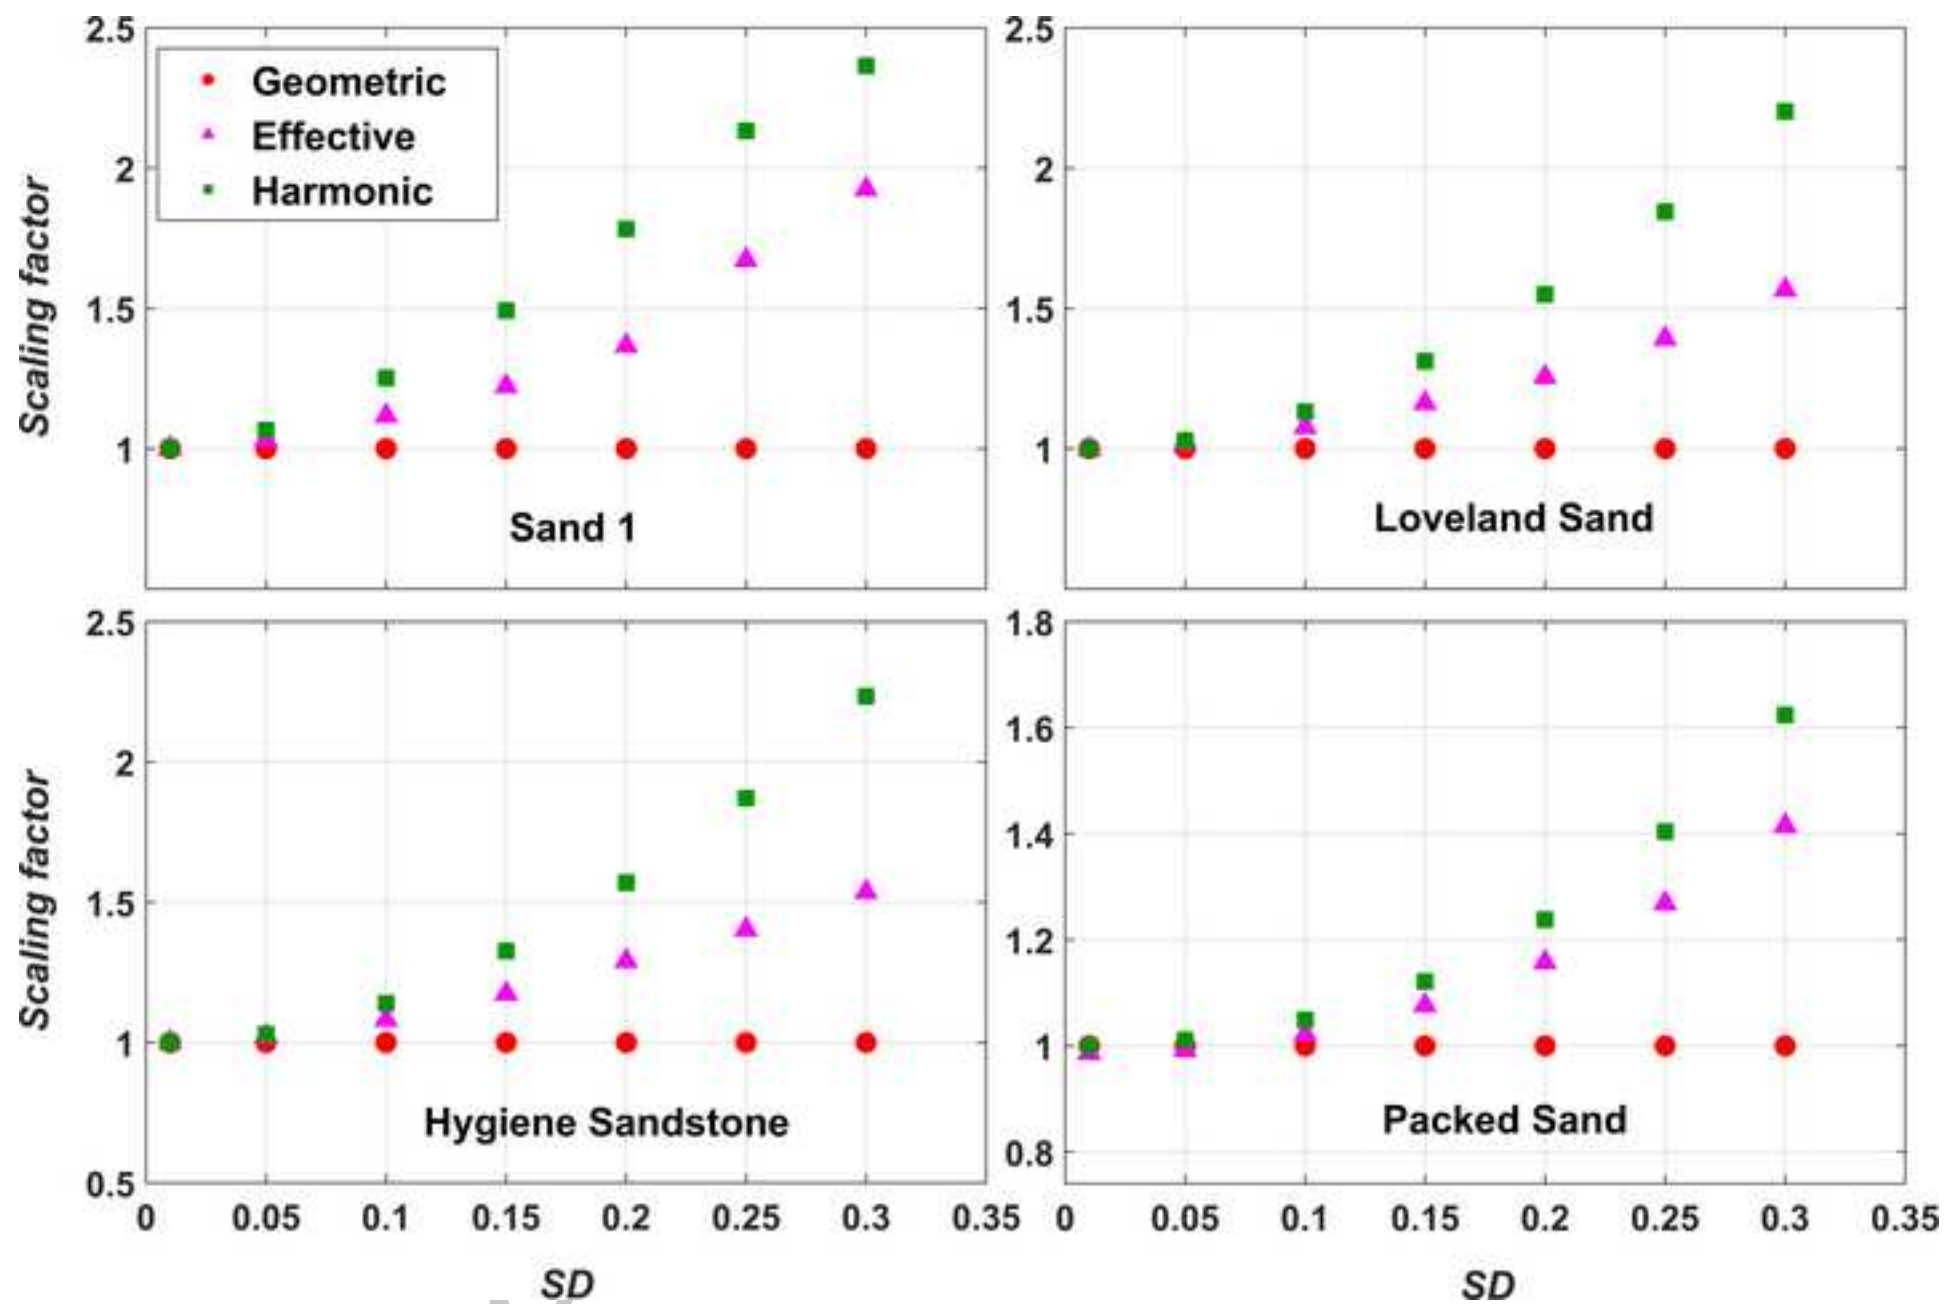 2.5
Geometric
Effective
Harmonic
2
1.5
1
Scaling factor
Sand 1
2.5
2
1.5
1
Loveland Sand
2.5
2
1.5
1
0.5
Scaling factor
Hygiene Sandstone
0 0.05 0.1 0.15 0.2 0.25 0.3 0.35
SD
1.8
1.6
1.4
1.2
1
0.8
Packed Sand
0 0.05 0.1 0.15 0.2 0.25 0.3 0.35
SD